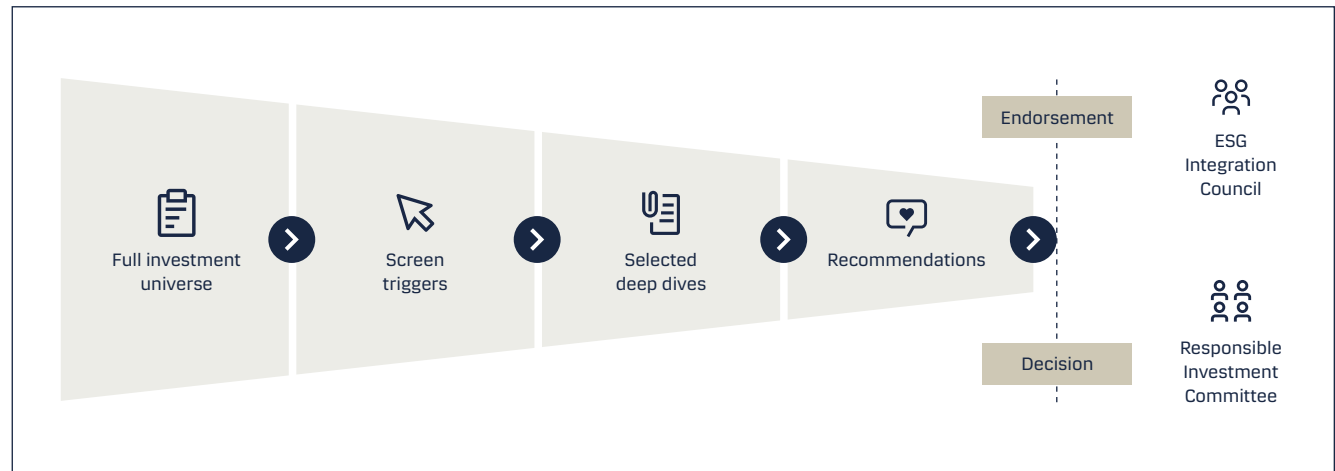 Full investment
universe
Screen
triggers
Selected
deep dives
Recommendations
Endorsement
ESG
Integration
Council
Decision
Responsible
Investment
Committee